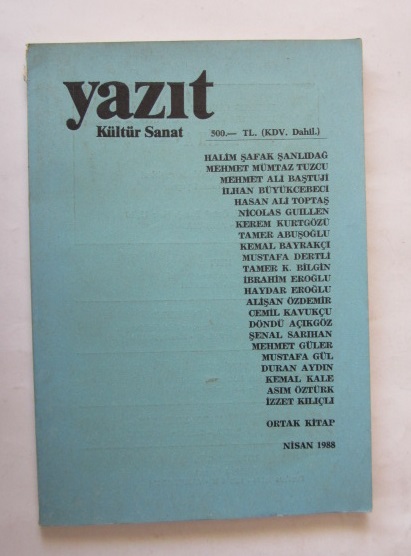 yazıt
Kültür Sanat
500.— TL. (KDV. Dahil.)
HALİM ŞAFAK ŞANLIDAĞ
MEHMET MÜMTAZ TUZCU
MEHMET ALİ BAŞTUJİ
İLHAN BÜYÜKCEBECİ
HASAN ALİ TOPTAŞ
NİCOLAS GUILLEN
KEREM KURTGÖZÜ
TAMER ABUŞOĞLU
KEMAL BAYRAKÇI
MUSTAFA DERTLİ
TAMER K. BİLGİN
İBRAHİM EROĞLU
HAYDAR EROĞLU
ALİŞAN ÖZDEMİR
CEMİL KAVUKÇU
DÖNDÜ AÇIKGÖZ
ŞENAL SARIHAN
MEHMET GÜLER
MUSTAFA GÜL
DURAN AYDIN
KEMAL KALE
ASIM ÖZTÜRK
İZZET KILIÇLI
ORTAK KİTAP
NİSAN 1988